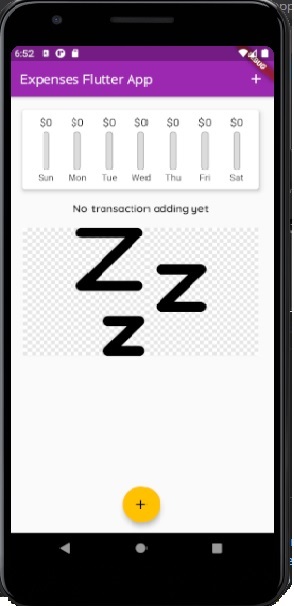 6:52
DEBUG
Expenses Flutter App +
$0 $0 $0 $0 $0 $0 $0
Sun Mon Tue Wed Thu Fri Sat
No transaction adding yet
Z
Z
Z
+